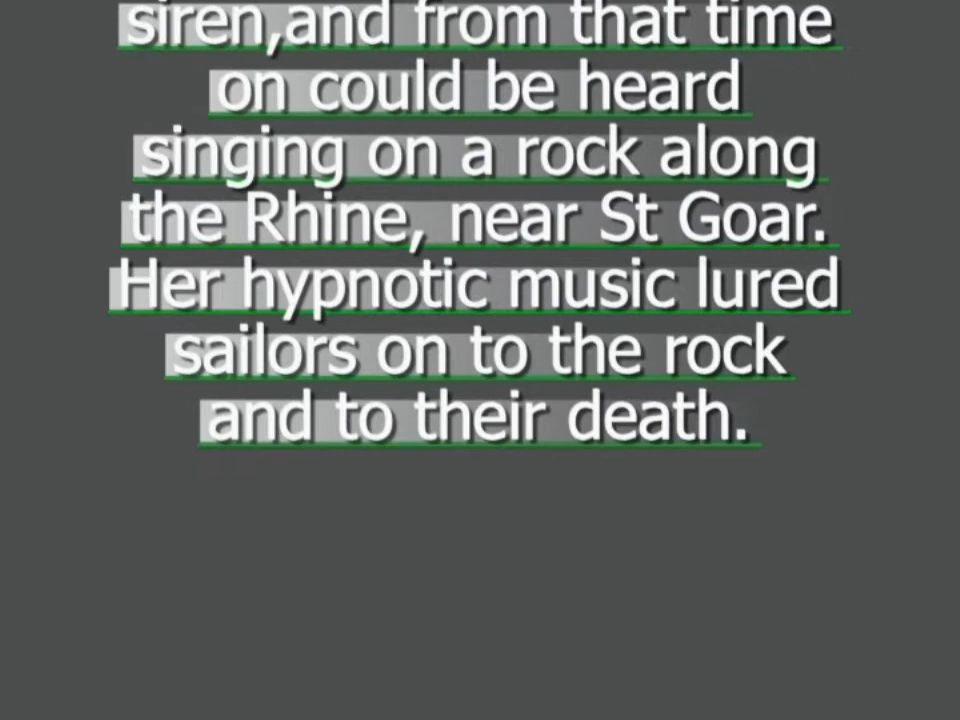 siren,and from that time
on could be heard
singing on a rock along
the Rhine, near St Goar.
Her hypnotic music lured
sailors on to the rock
and to their death.